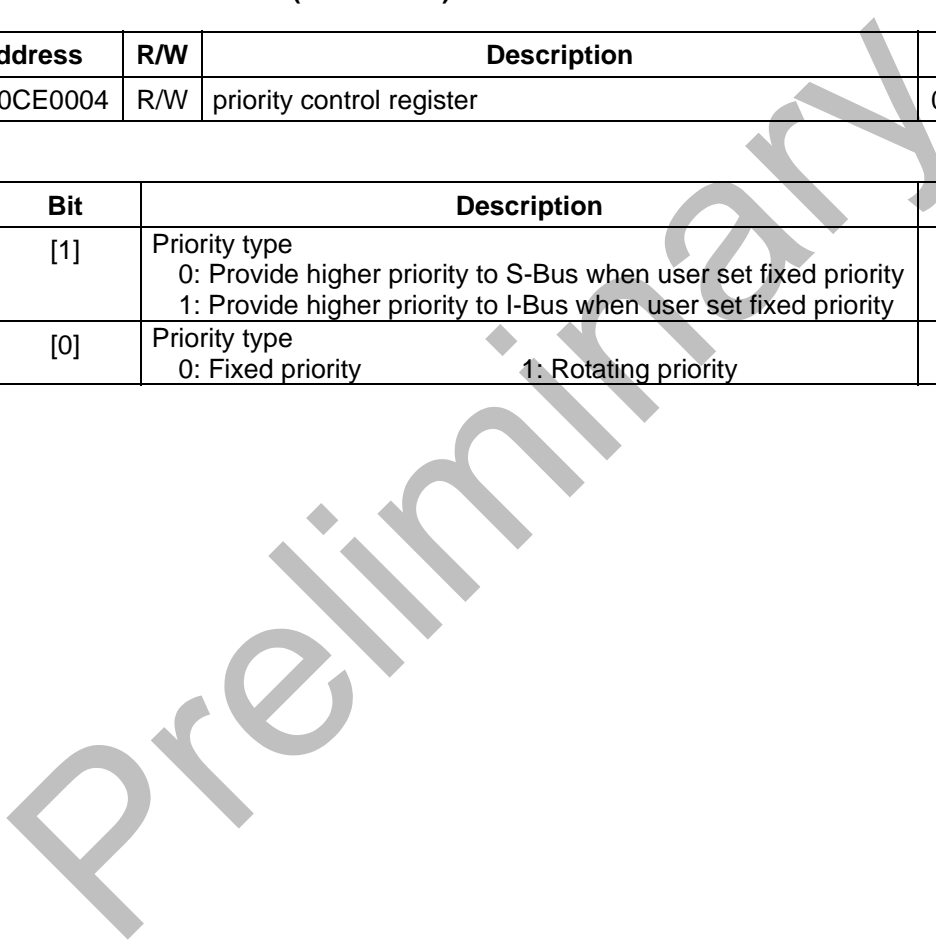 ddress R/W Description
0CE0004 R/W priority control register 0
Bit Description
[1] Priority type
0: Provide higher priority to S-Bus when user set fixed priority
1: Provide higher priority to I-Bus when user set fixed priority
[0] Priority type
0: Fixed priority 1: Rotating priority
Preliminary